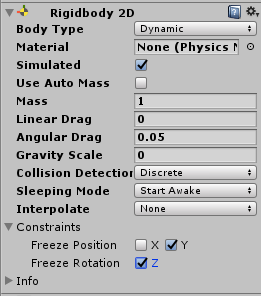 Rigidbody 2D
Body Type Dynamic
Material None (Physics M
Simulated
Use Auto Mass
Mass 1
Linear Drag 0
Angular Drag 0.05
Gravity Scale 0
Collision Detection Discrete
Sleeping Mode Start Awake
Interpolate None
Constraints
Freeze Position X Y
Freeze Rotation Z
Info